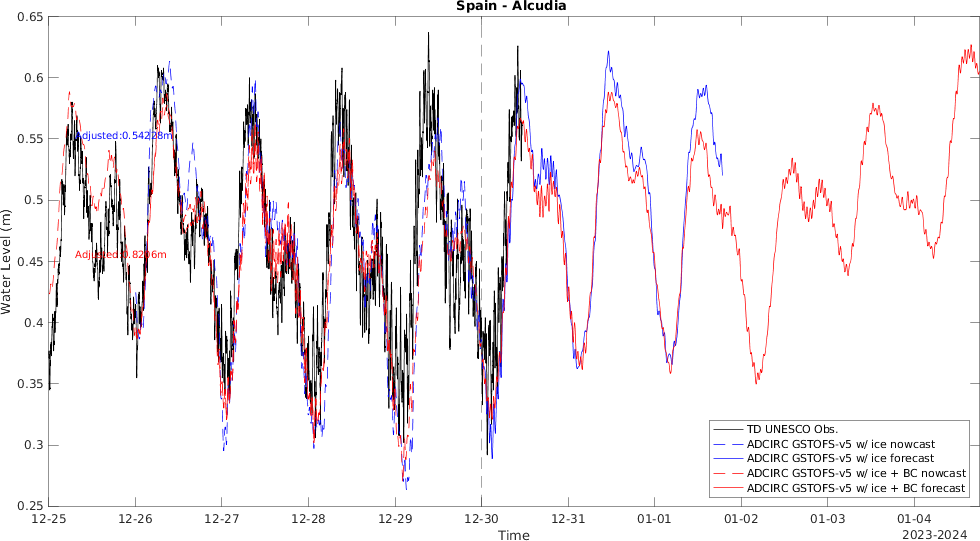 Spain - Alcudia
0.65
0.6
0.55
0.5
0.45
0.4
0.35
0.3
0.25
Water Level (m)
Adjusted:0.54228m
Adjusted:0.8206m
TD UNESCO Obs.
ADCIRC GSTOFS-v5 w/ ice nowcast
ADCIRC GSTOFS-v5 w/ ice forecast
ADCIRC GSTOFS-v5 w/ ice + BC nowcast
ADCIRC GSTOFS-v5 w/ ice + BC forecast
12-25 12-26 12-27 12-28 12-29 12-30 12-31 01-01 01-02 01-03 01-04
Time
2023-2024